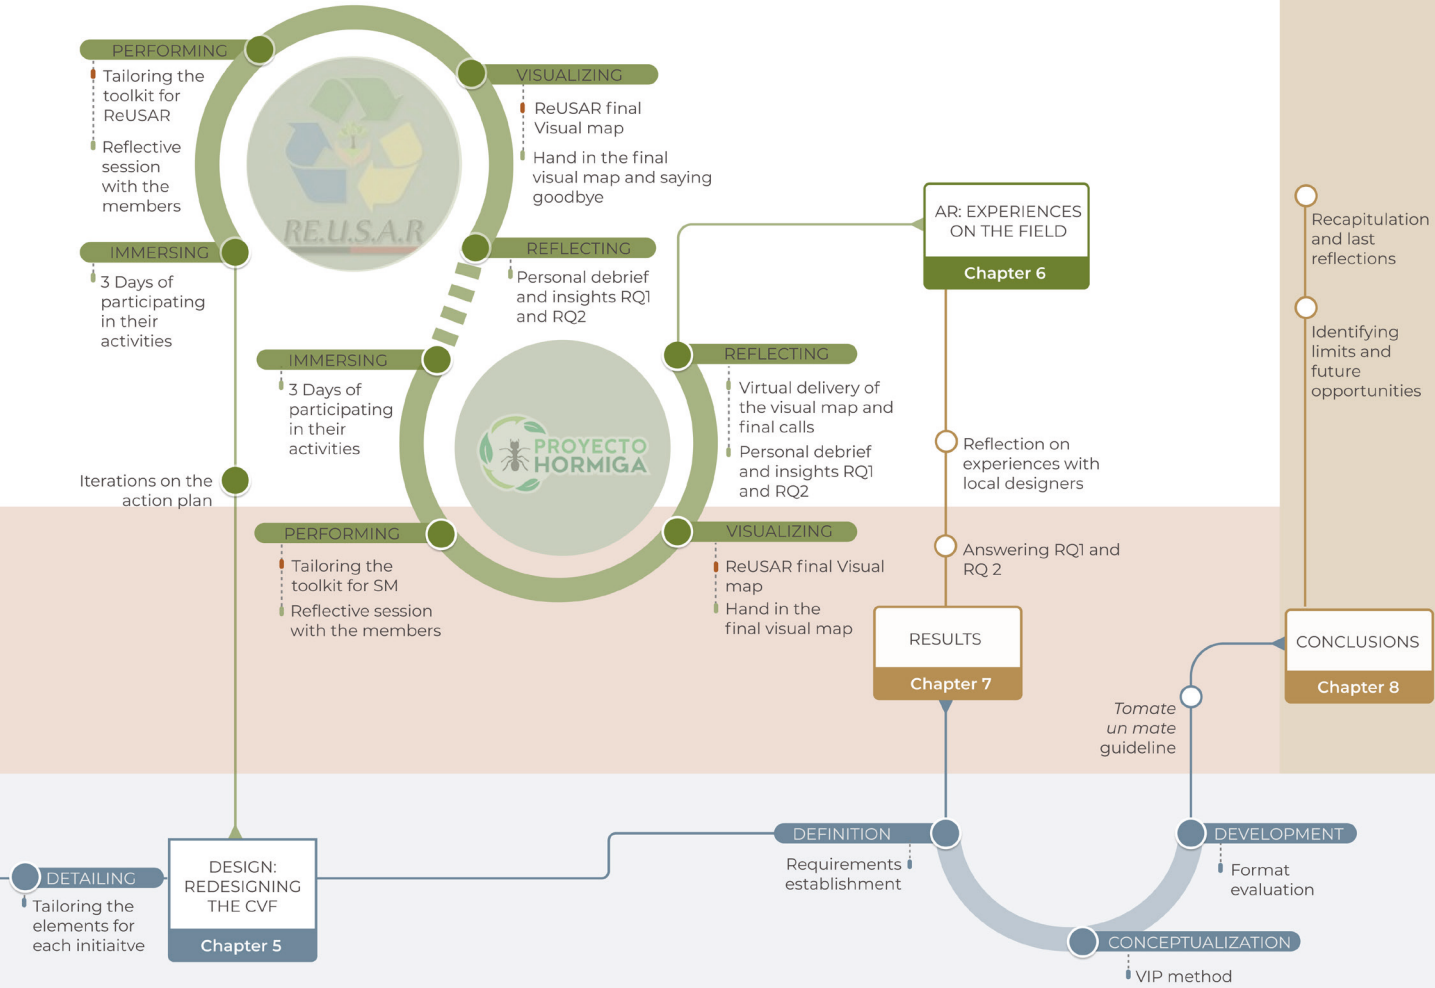 PERFORMING
Tailoring the
toolkit for
ReUSAR
Reflective
session
with the
members
VISUALIZING
ReUSAR final
Visual map
Hand in the final
visual map and saying
goodbye
RE.U.S.A.R
IMMERSING
3 Days of
participating
in their
activities
REFLECTING
Personal debrief
and insights RQ1
and RQ2
IMMERSING
3 Days of
participating
in their
activities
PROYECTO
HORMIGA
REFLECTING
Virtual delivery of
the visual map and
final calls
Personal debrief
and insights RQ1
and RQ2
PERFORMING
Tailoring the
toolkit for SM
Reflective session
with the members
VISUALIZING
ReUSAR final Visual
map
Hand in the
final visual map
Iterations on the
action plan
AR: EXPERIENCES
ON THE FIELD
Chapter 6
Reflection on
experiences with
local designers
Answering RQ1 and
RQ 2
RESULTS
Chapter 7
Recapitulation
and last
reflections
Identifying
limits and
future
opportunities
CONCLUSIONS
Chapter 8
Tomate
un mate
guideline
DETAILING
Tailoring the
elements for
each initiaitve
DESIGN:
REDESIGNING
THE CVF
Chapter 5
DEFINITION
Requirements
establishment
DEVELOPMENT
Format
evaluation
CONCEPTUALIZATION
VIP method